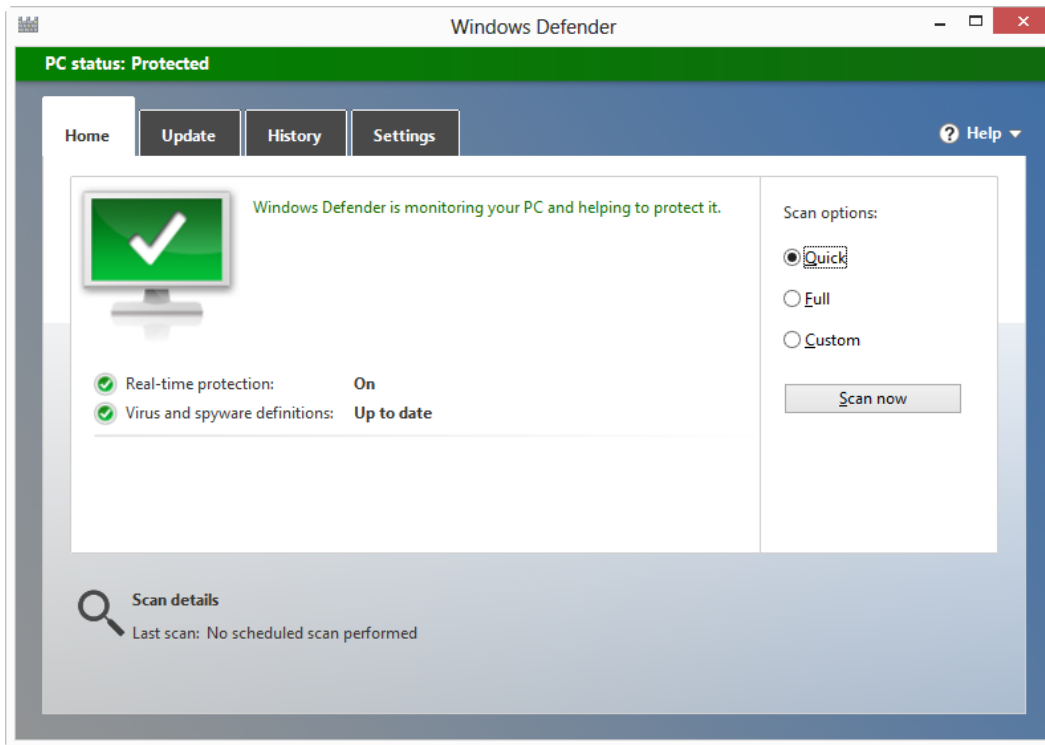 Windows Defender
PC status: Protected
Home
Update
History
Settings
Help
Windows Defender is monitoring your PC and helping to protect it.
Scan options:
Quick
Full
Custom
Scan now
Real-time protection: On
Virus and spyware definitions: Up to date
Scan details
Last scan: No scheduled scan performed